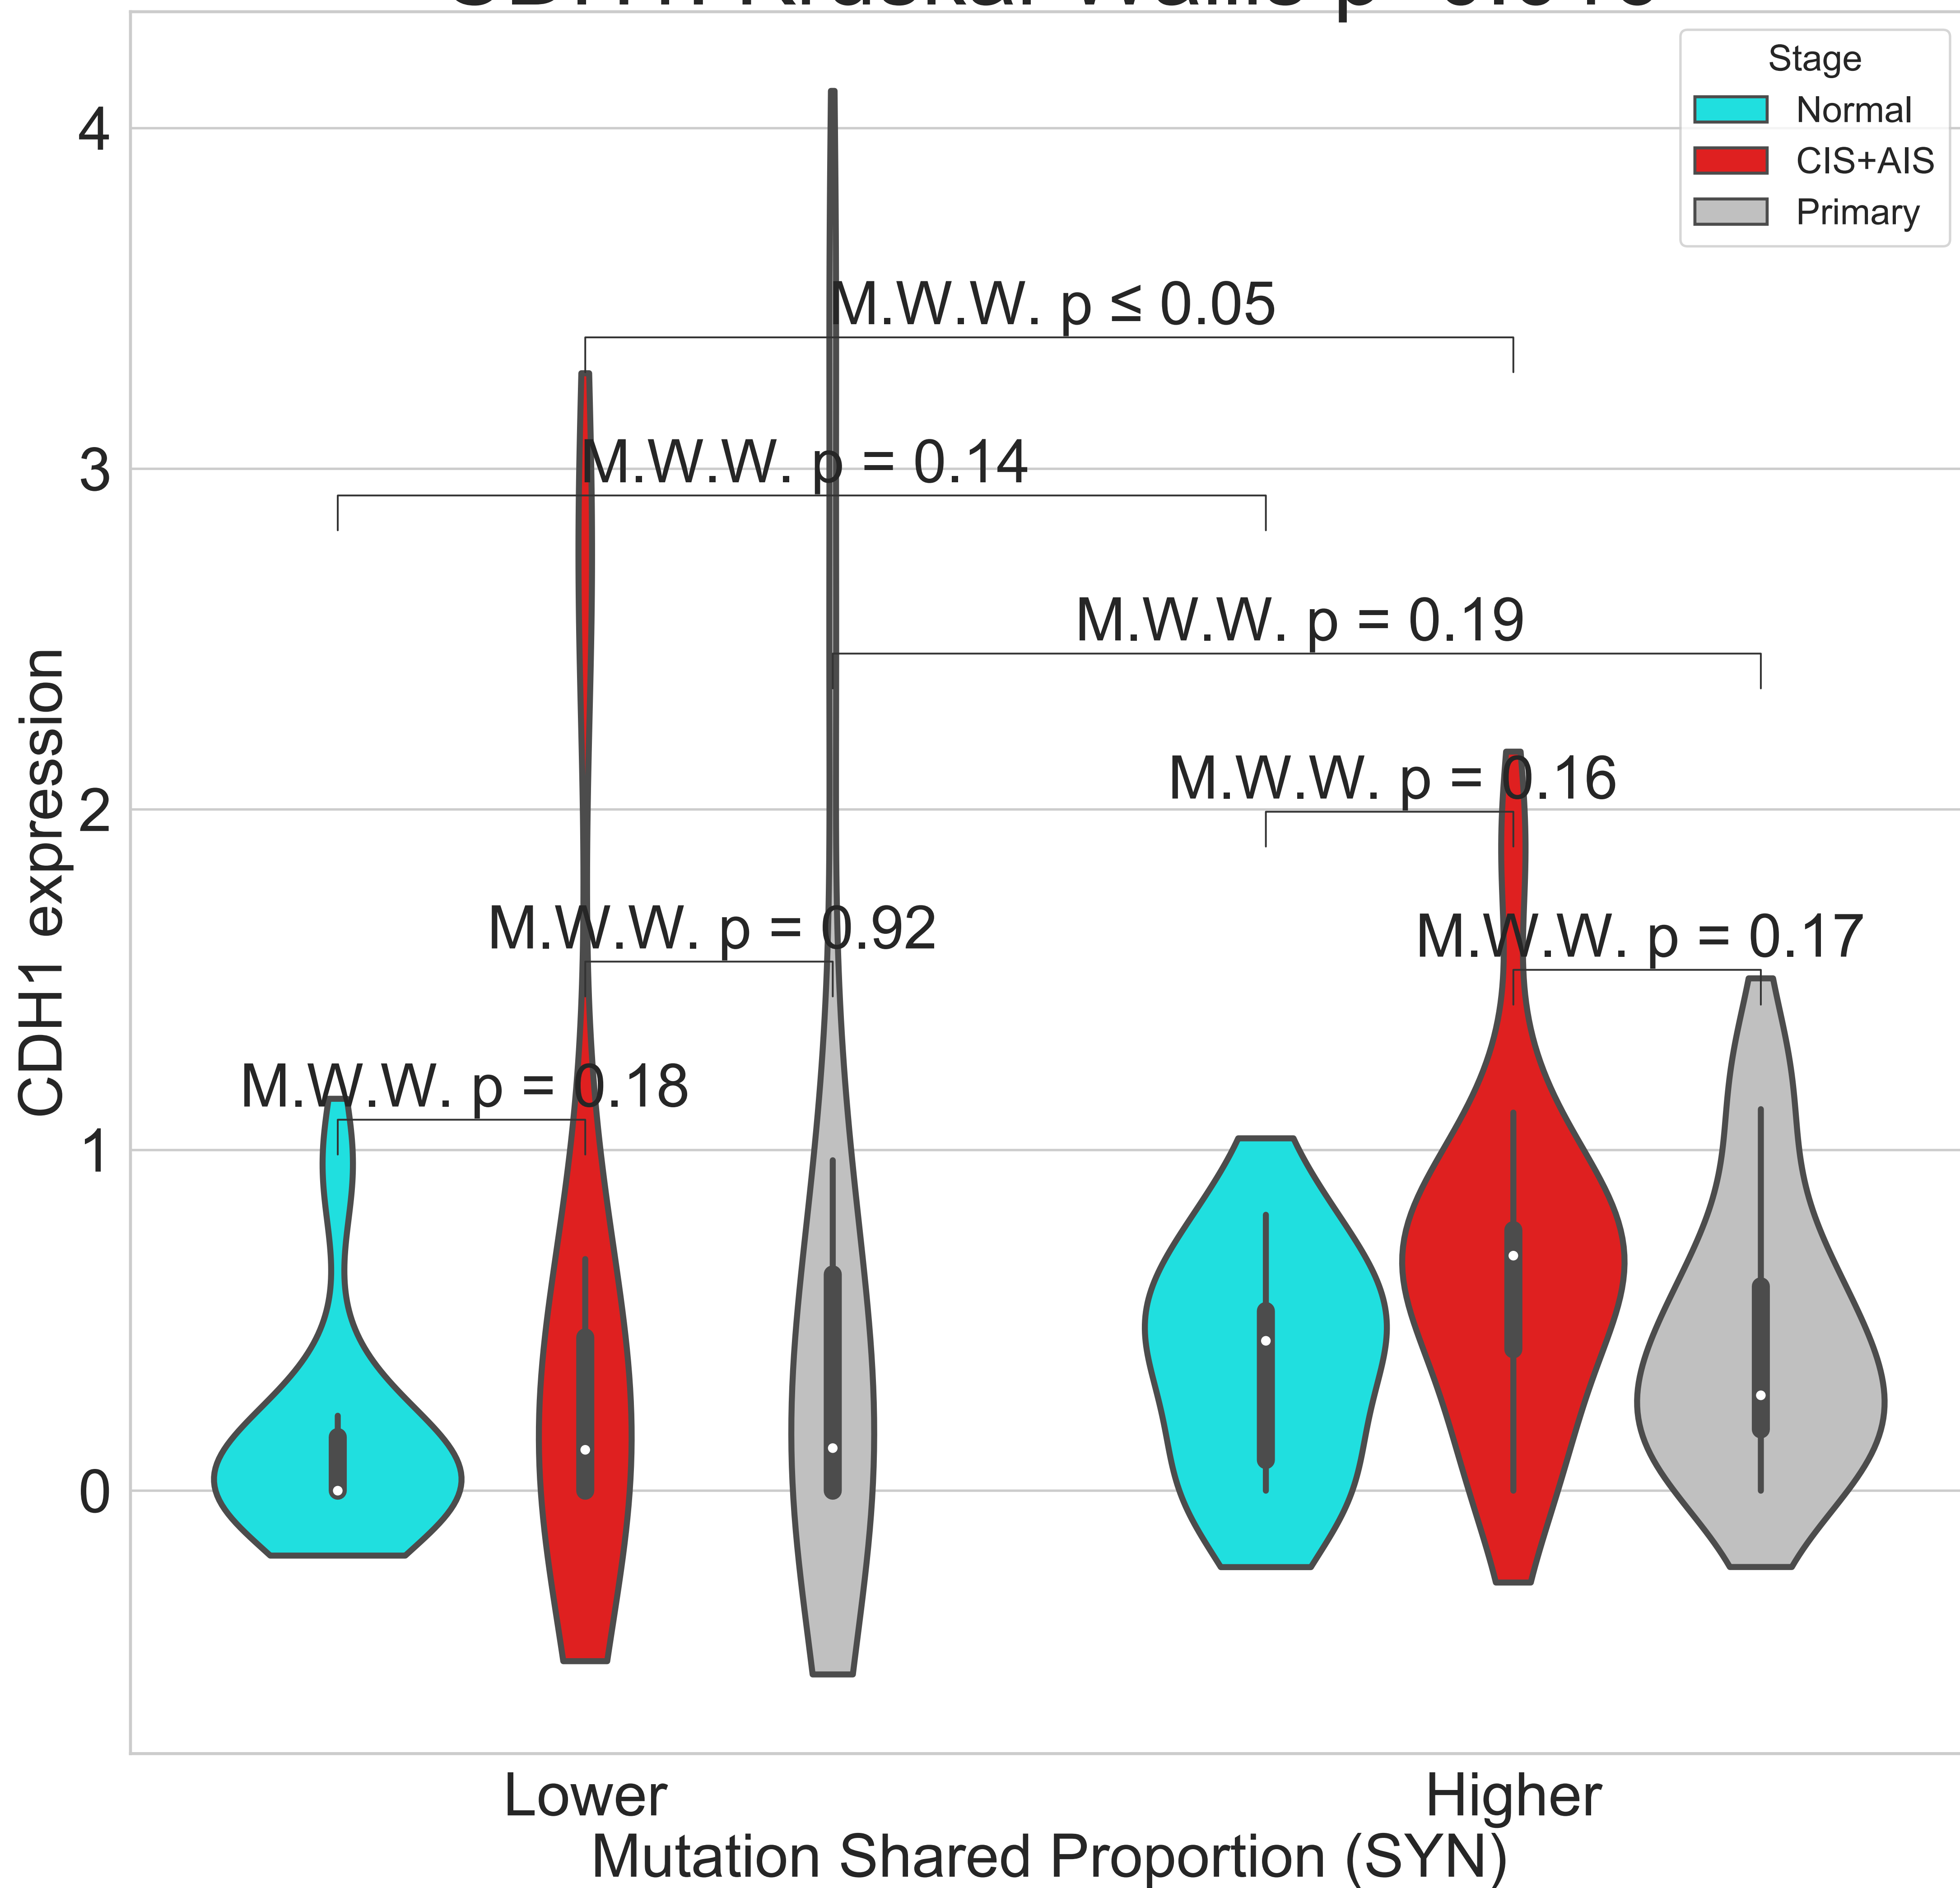 Stage
Normal
CIS+AIS
Primary
4
3
2
1
0
CDH1 expression
M.W.W. p ≤ 0.05
M.W.W. p = 0.14
M.W.W. p = 0.19
M.W.W. p = 0.16
M.W.W. p = 0.92
M.W.W. p = 0.17
M.W.W. p = 0.18
Lower
Higher
Mutation Shared Proportion (SYN)